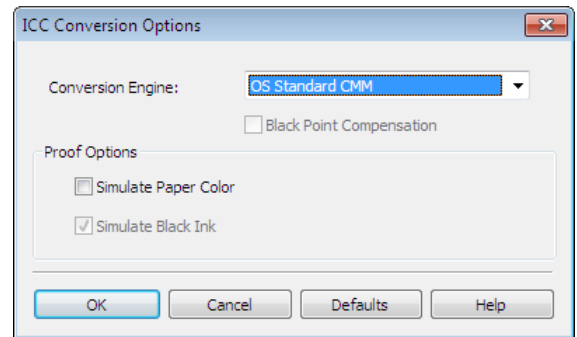 ICC Conversion Options
Conversion Engine: OS Standard CMM
Black Point Compensation
Proof Options
Simulate Paper Color
Simulate Black Ink
OK Cancel Defaults Help